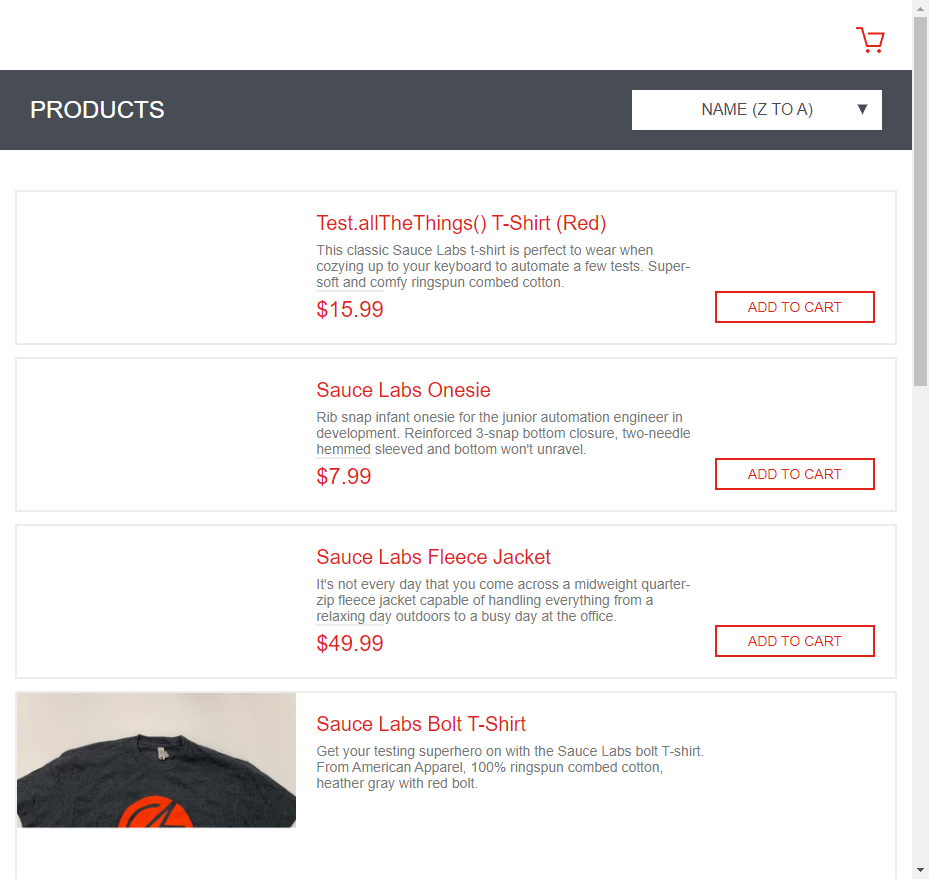 PRODUCTS
NAME (Z TO A)
Test.allTheThings() T-Shirt (Red)
This classic Sauce Labs t-shirt is perfect to wear when
cozying up to your keyboard to automate a few tests. Super-
soft and comfy ringspun combed cotton.
$15.99
ADD TO CART
Sauce Labs Onesie
Rib snap infant onesie for the junior automation engineer in
development. Reinforced 3-snap bottom closure, two-needle
hemmed sleeved and bottom won't unravel.
$7.99
ADD TO CART
Sauce Labs Fleece Jacket
It's not every day that you come across a midweight quarter-
zip fleece jacket capable of handling everything from a
relaxing day outdoors to a busy day at the office.
$49.99
ADD TO CART
Sauce Labs Bolt T-Shirt
Get your testing superhero on with the Sauce Labs bolt T-shirt.
From American Apparel, 100% ringspun combed cotton,
heather gray with red bolt.